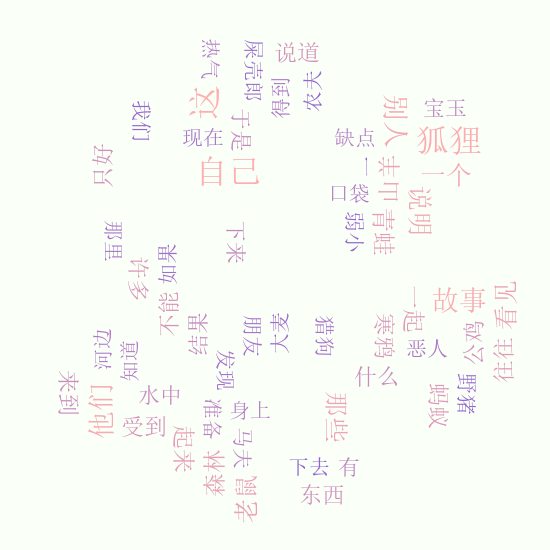 热气
屎壳郎
说道
得到
农夫
这
我们
于是
现在
别人
宝玉
缺点
狐狸
只好
自己
一
羊
一个
山
口袋
说明
弱小
青蛙
那里
下来
如果
许多
不能
一起
故事
看见
结果
朋友
大麦
猎狗
寒鸦
鸡公
往往
河边
知道
发现
恶人
什么
来到
他们
水中
野猪
蚂蚁
受到
起来
准备
身上
那些
马夫
森林
下去
有
老鼠
东西